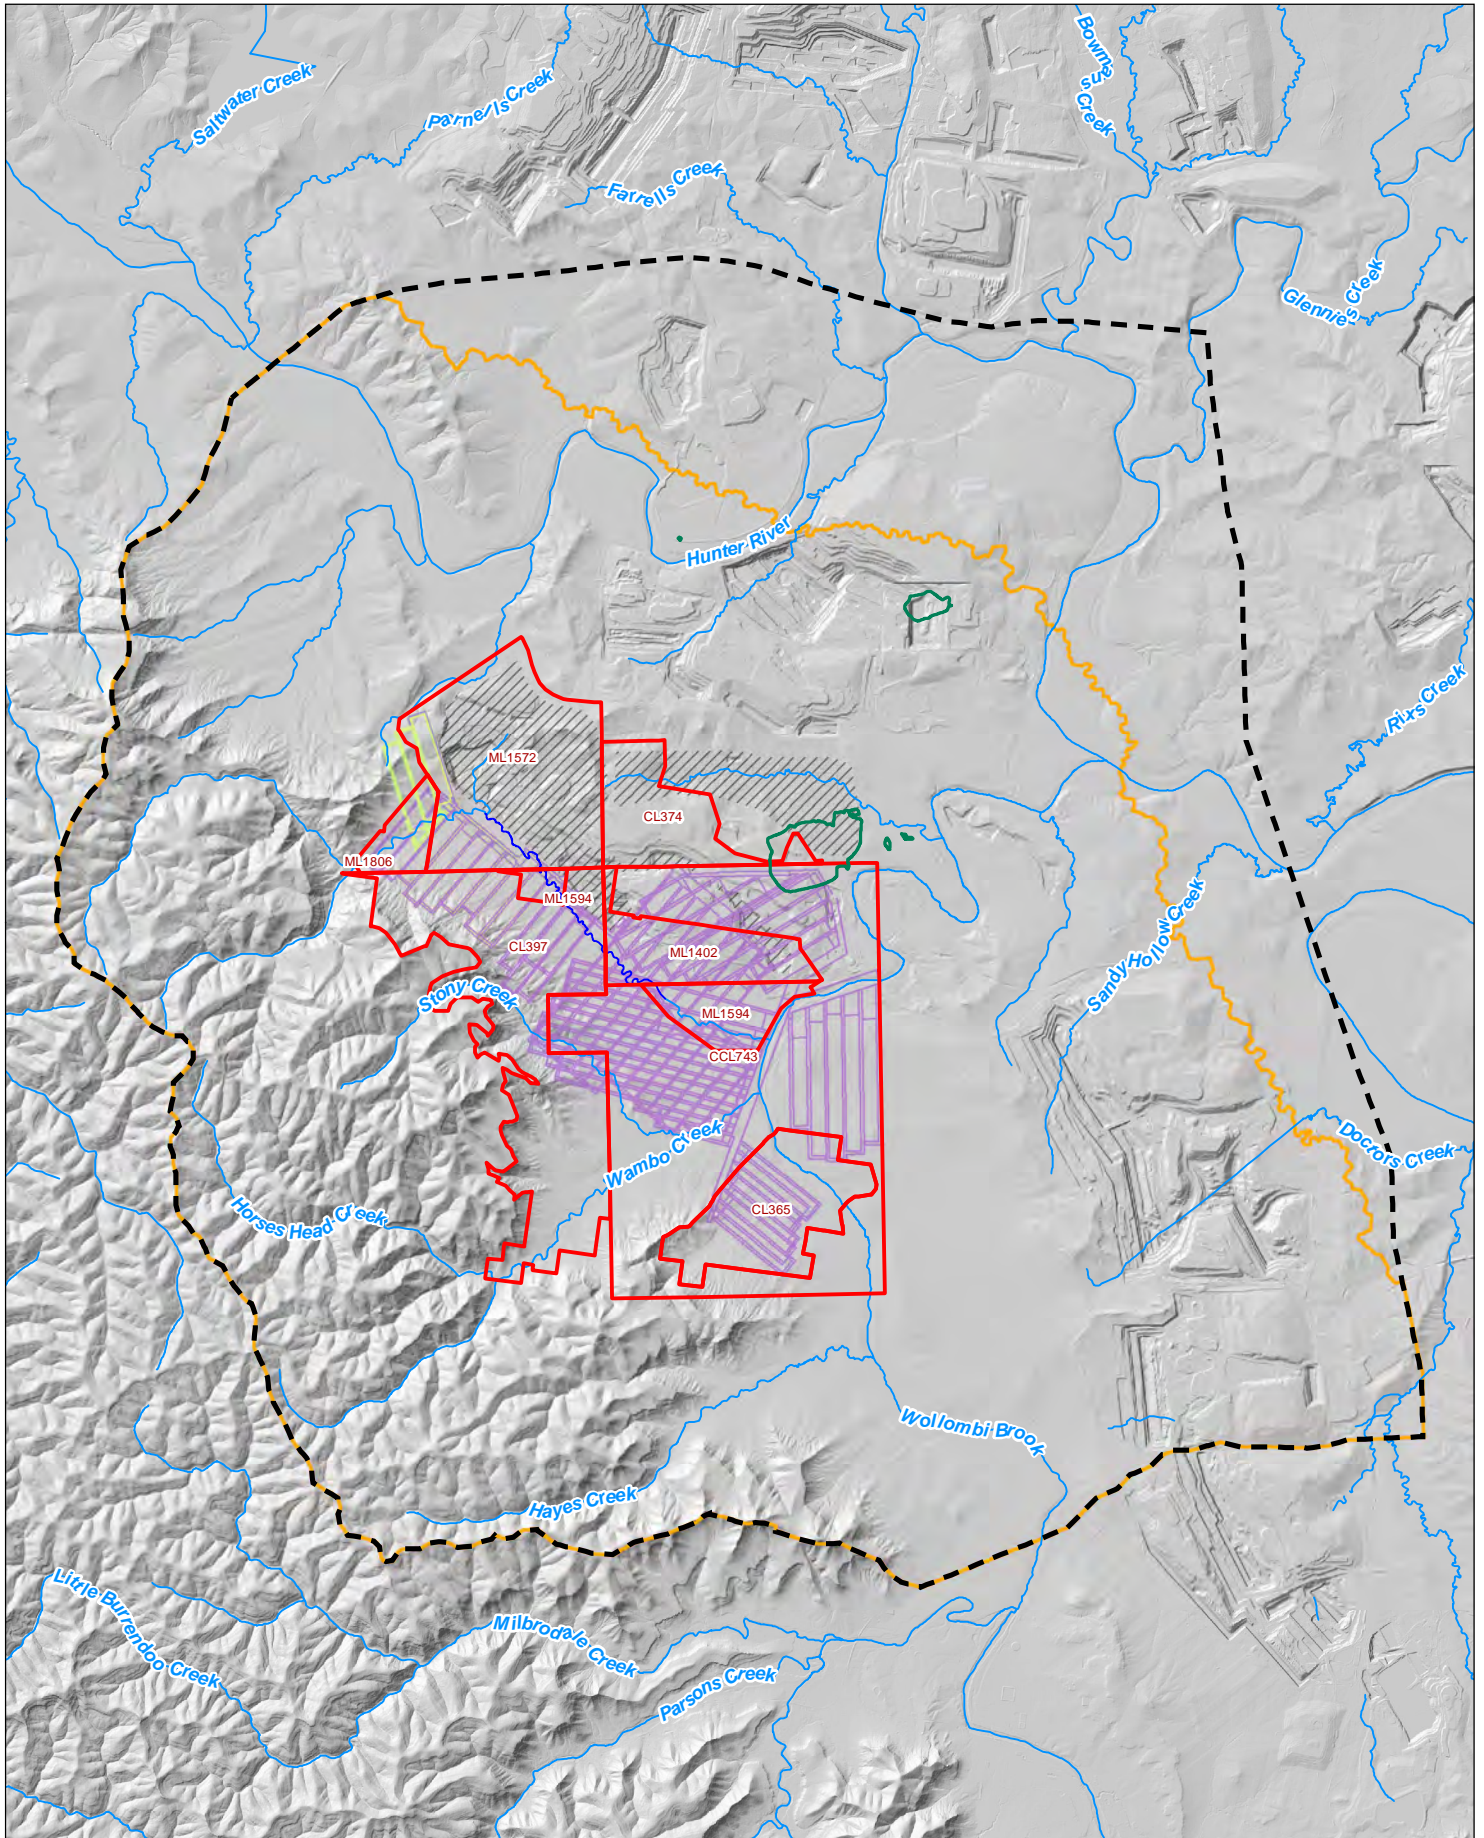 Saltwater Creek
Parnells Creek
Bowmans Creek
Farrells Creek
Glennies Creek
Hunter River
Rixs Creek
ML1572
CL374
ML1806
ML1594
CL397
ML1402
Sandy Hollow Creek
Stony Creek
ML1594
CCL743
Wambo Creek
Doctors Creek
Horses Head Creek
CL365
Wollombi Brook
Hayes Creek
Little Burrendoo Creek
Milbrodale Creek
Parsons Creek